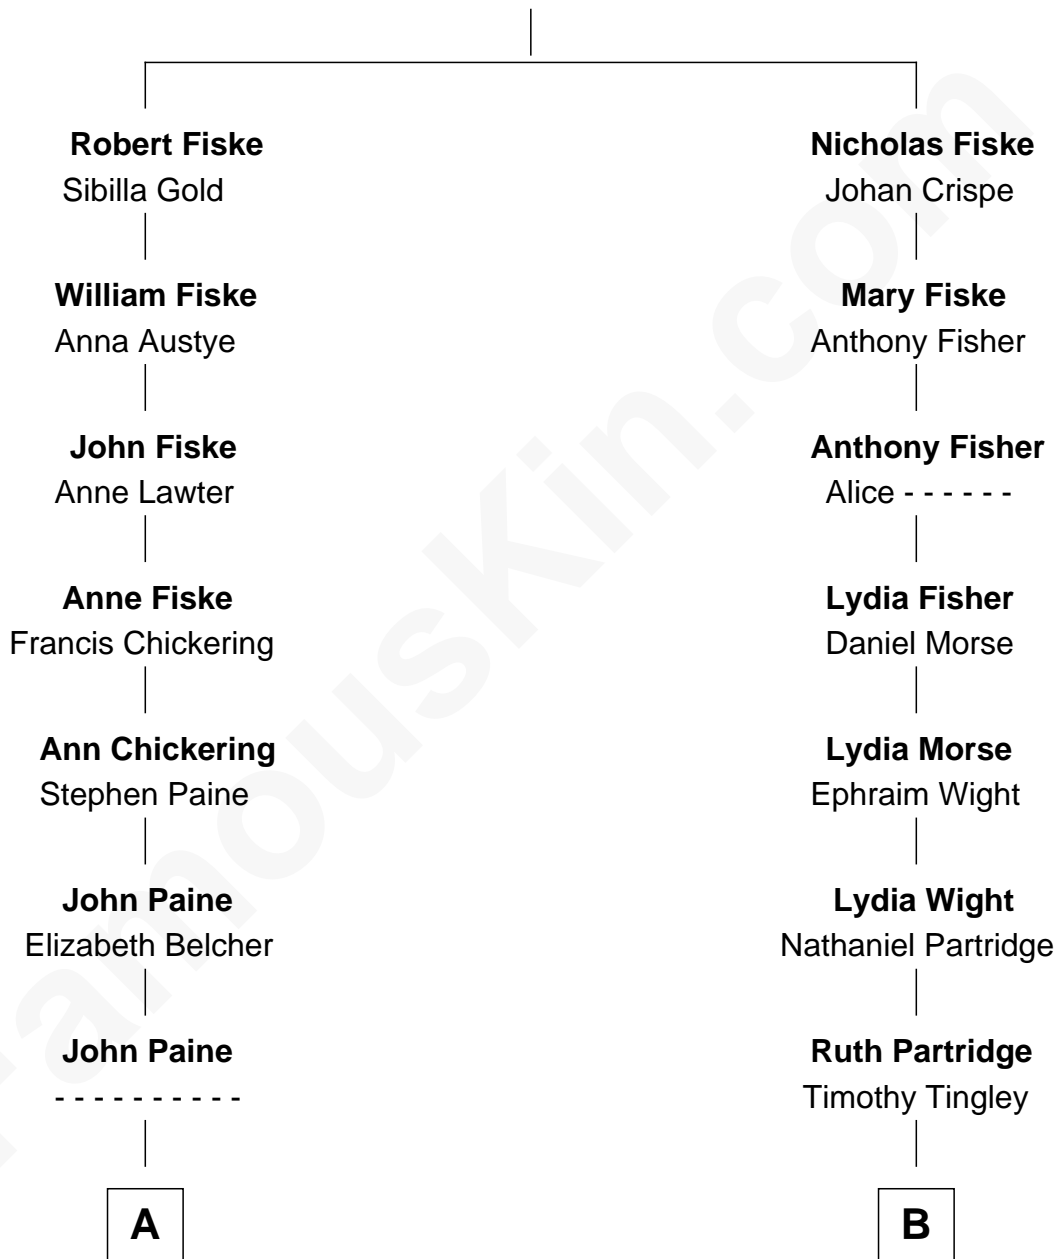 Robert Fiske
Sibilla Gold
William Fiske
Anna Austye
John Fiske
Anne Lawter
Anne Fiske
Francis Chickering
Ann Chickering
Stephen Paine
John Paine
Elizabeth Belcher
John Paine
- - - - - - - - - -
A
Nicholas Fiske
Johan Crispe
Mary Fiske
Anthony Fisher
Anthony Fisher
Alice - - - - - -
Lydia Fisher
Daniel Morse
Lydia Morse
Ephraim Wight
Lydia Wight
Nathaniel Partridge
Ruth Partridge
Timothy Tingley
B
FamousKin.com